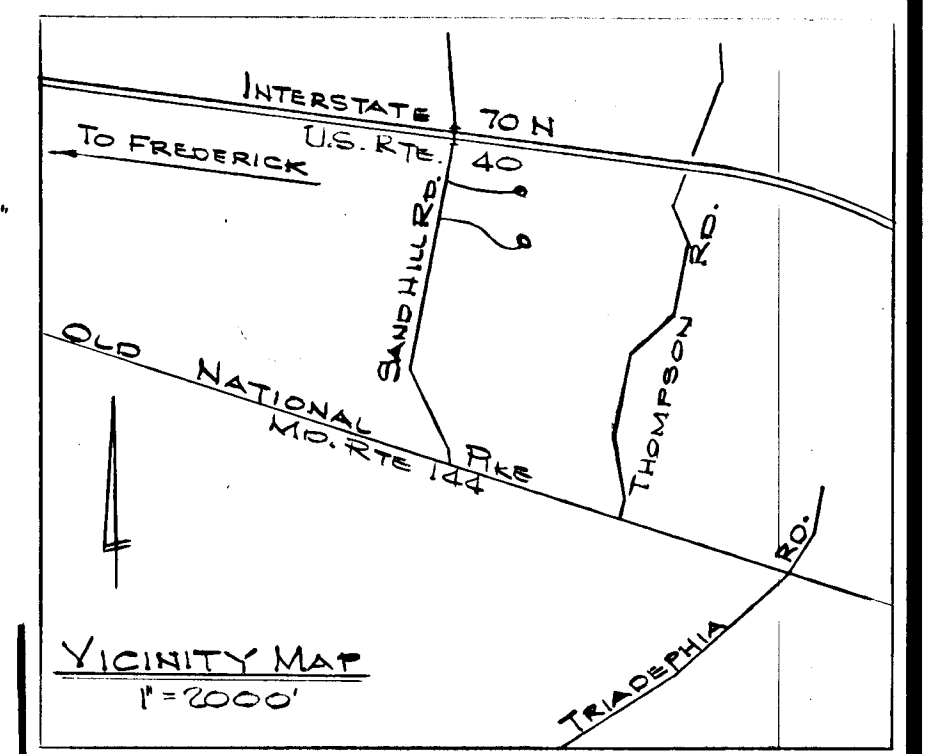 INTERSTATE 70 N
U.S. RTE. 40
TO FREDERICK
SAND HILL RD.
THOMPSON RD.
OLD NATIONAL PIKE
MD. RTE 144
TRIADEPHIA RD.
VICINITY MAP
1" = 2000'